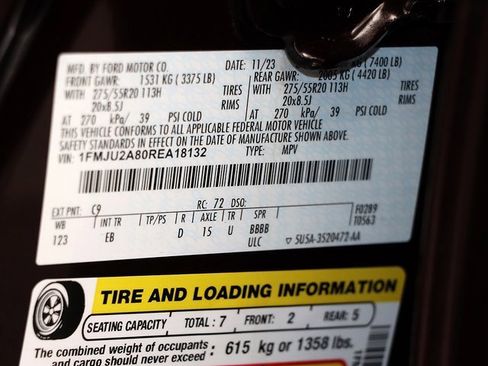 MFD BY FORD MOTOR CO. DATE: 11/23 KG (7400 LB)
FRONT GAWR: 1531 KG (3375 LB) REAR GAWR: 2005 KG (4420 LB)
WITH 275/55R20 113H TIRES WITH 275/55R20 113H TIRES
20x8.5J RIMS 20x8.5J RIMS
AT 270 kPa/ 39 PSI COLD AT 270 kPa/ 39 PSI COLD
THIS VEHICLE CONFORMS TO ALL APPLICABLE FEDERAL MOTOR VEHICLE
SAFETY STANDARDS IN EFFECT ON THE DATE OF MANUFACTURE SHOWN ABOVE.
VIN: 1FMJU2A80REA18132 TYPE: MPV
EXT PNT: C9 RC: 72 DSO: F0289
WB INT TR TP/PS R AXLE TR SPR T0563
123 EB D 15 U BBBB
ULC ▽ 5U5A-3520472-AA
TIRE AND LOADING INFORMATION
SEATING CAPACITY TOTAL: 7 FRONT: 2 REAR: 5
The combined weight of occupants
and cargo should never exceed : 615 kg or 1358 lbs.